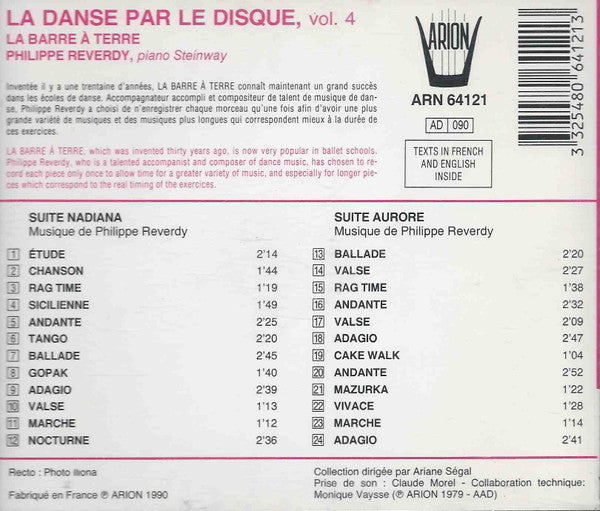 LA DANSE PAR LE DISQUE, vol. 4
LA BARRE À TERRE
PHILIPPE REVERDY, piano Steinway
ARION
ARN 64121
AD 090
TEXTS IN FRENCH
AND ENGLISH
INSIDE
3 325480 641213
Inventée il y a une trentaine d'années, LA BARRE À TERRE connaît maintenant un grand succès
dans les écoles de danse. Accompagnateur accompli et compositeur de talent de musique de dan-
se, Philippe Reverdy a choisi de n'enregistrer chaque morceau qu'une fois afin d'avoir une plus
grande variété de musiques et des musiques plus longues qui correspondent mieux à la durée de
ces exercices.
LA BARRE À TERRE, which was invented thirty years ago, is now very popular in ballet schools.
Philippe Reverdy, who is a talented accompanist and composer of dance music, has chosen to re-
cord each piece only once to allow time for a greater variety of music, and especially for longer pie-
ces which correspond to the real timing of the exercices.
SUITE NADIANA
Musique de Philippe Reverdy
1 ÉTUDE 2'14
2 CHANSON 1'44
3 RAG TIME 1'19
4 SICILIENNE 1'49
5 ANDANTE 2'25
6 TANGO 2'20
7 BALLADE 2'45
8 GOPAK 1'40
9 ADAGIO 2'39
10 VALSE 1'13
11 MARCHE 1'12
12 NOCTURNE 2'36
SUITE AURORE
Musique de Philippe Reverdy
13 BALLADE 2'20
14 VALSE 2'27
15 RAG TIME 1'38
16 ANDANTE 2'32
17 VALSE 2'09
18 ADAGIO 2'47
19 CAKE WALK 1'04
20 ANDANTE 2'52
21 MAZURKA 1'22
22 VIVACE 1'28
23 MARCHE 1'14
24 ADAGIO 2'41
Recto : Photo Iliona
Fabriqué en France ℗ ARION 1990
Collection dirigée par Ariane Ségal
Prise de son : Claude Morel - Collaboration technique:
Monique Vaysse (℗ ARION 1979 - AAD)